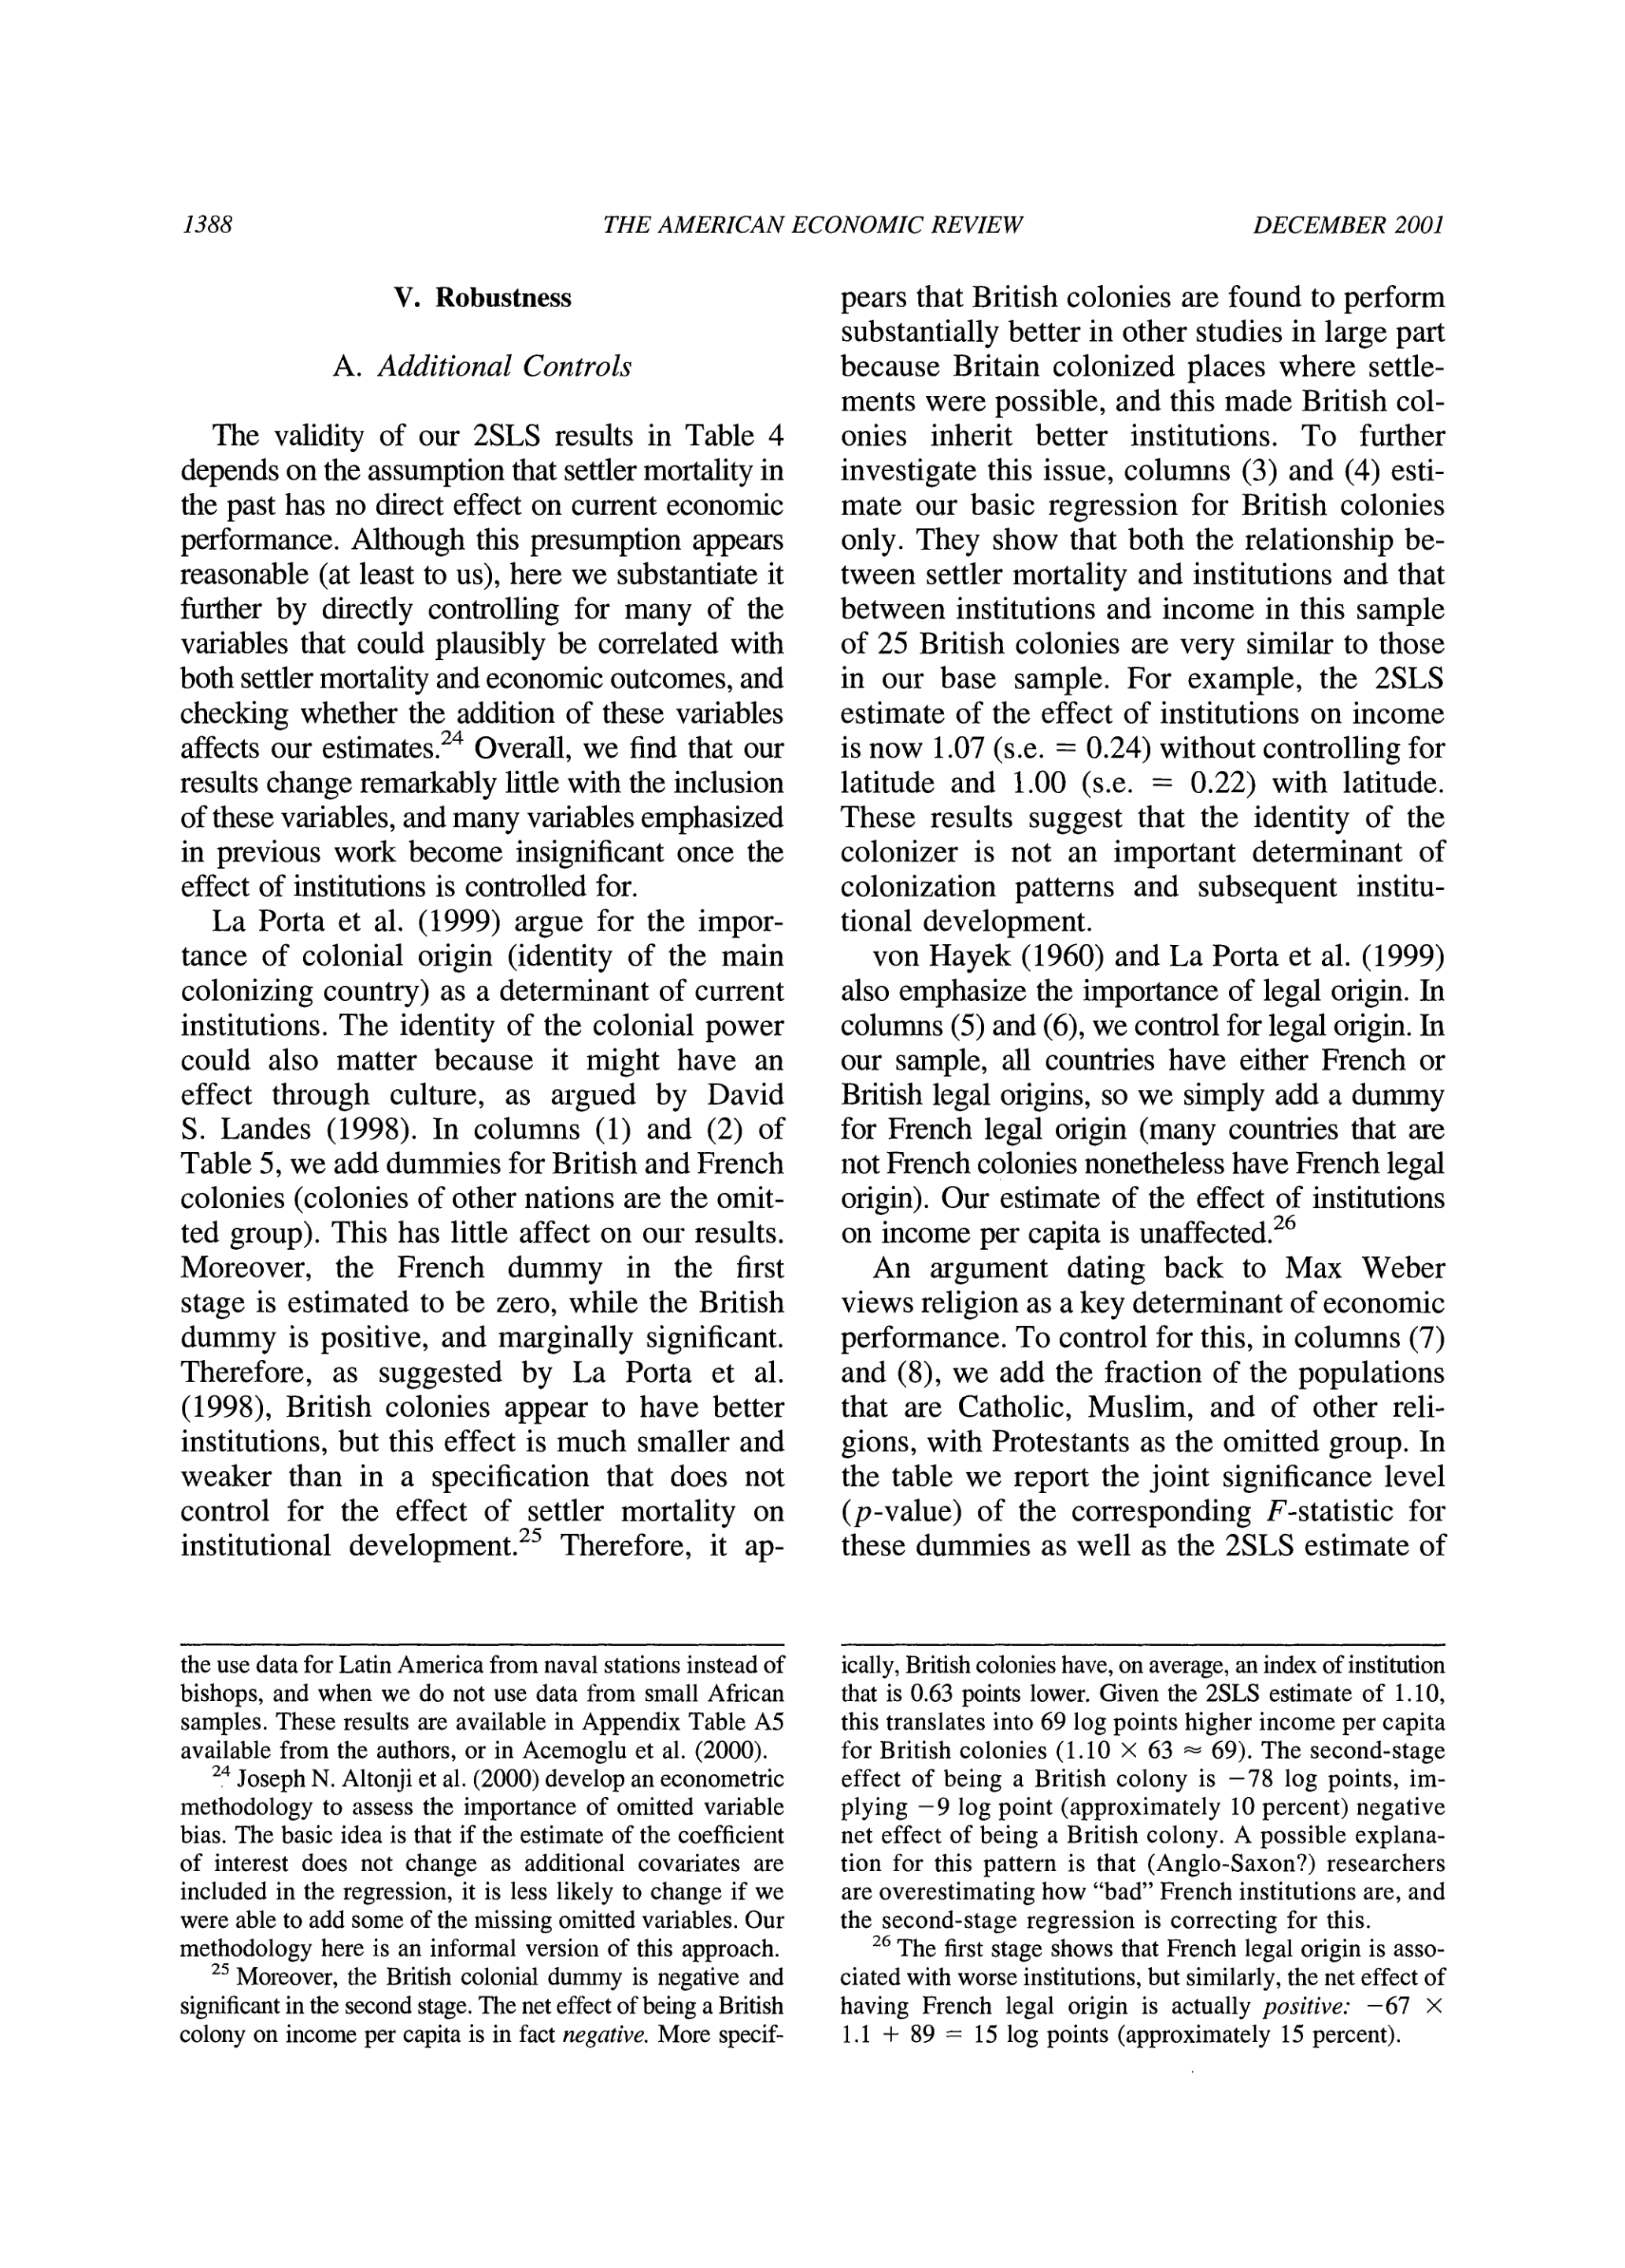 1388
THE AMERICAN ECONOMIC REVIEW
DECEMBER 2001
V. Robustness
A. Additional Controls
The validity of our 2SLS results in Table 4
depends on the assumption that settler mortality in
the past has no direct effect on current economic
performance. Although this presumption appears
reasonable (at least to us), here we substantiate it
further by directly controlling for many of the
variables that could plausibly be correlated with
both settler mortality and economic outcomes, and
checking whether the addition of these variables
affects our estimates.24 Overall, we find that our
results change remarkably little with the inclusion
of these variables, and many variables emphasized
in previous work become insignificant once the
effect of institutions is controlled for.
La Porta et al. (1999) argue for the impor-
tance of colonial origin (identity of the main
colonizing country) as a determinant of current
institutions. The identity of the colonial power
could also matter because it might have an
effect through culture, as argued by David
S. Landes (1998). In columns (1) and (2) of
Table 5, we add dummies for British and French
colonies (colonies of other nations are the omit-
ted group). This has little affect on our results.
Moreover, the French dummy in the first
stage is estimated to be zero, while the British
dummy is positive, and marginally significant.
Therefore, as suggested by La Porta et al.
(1998), British colonies appear to have better
institutions, but this effect is much smaller and
weaker than in a specification that does not
control for the effect of settler mortality on
institutional development.25 Therefore, it ap-
the use data for Latin America from naval stations instead of
bishops, and when we do not use data from small African
samples. These results are available in Appendix Table A5
available from the authors, or in Acemoglu et al. (2000).
24 Joseph N. Altonji et al. (2000) develop an econometric
methodology to assess the importance of omitted variable
bias. The basic idea is that if the estimate of the coefficient
of interest does not change as additional covariates are
included in the regression, it is less likely to change if we
were able to add some of the missing omitted variables. Our
methodology here is an informal version of this approach.
25 Moreover, the British colonial dummy is negative and
significant in the second stage. The net effect of being a British
colony on income per capita is in fact negative. More specif-
pears that British colonies are found to perform
substantially better in other studies in large part
because Britain colonized places where settle-
ments were possible, and this made British col-
onies inherit better institutions. To further
investigate this issue, columns (3) and (4) esti-
mate our basic regression for British colonies
only. They show that both the relationship be-
tween settler mortality and institutions and that
between institutions and income in this sample
of 25 British colonies are very similar to those
in our base sample. For example, the 2SLS
estimate of the effect of institutions on income
is now 1.07 (s.e. = 0.24) without controlling for
latitude and 1.00 (s.e. = 0.22) with latitude.
These results suggest that the identity of the
colonizer is not an important determinant of
colonization patterns and subsequent institu-
tional development.
von Hayek (1960) and La Porta et al. (1999)
also emphasize the importance of legal origin. In
columns (5) and (6), we control for legal origin. In
our sample, all countries have either French or
British legal origins, so we simply add a dummy
for French legal origin (many countries that are
not French colonies nonetheless have French legal
origin). Our estimate of the effect of institutions
on income per capita is unaffected.26
An argument dating back to Max Weber
views religion as a key determinant of economic
performance. To control for this, in columns (7)
and (8), we add the fraction of the populations
that are Catholic, Muslim, and of other reli-
gions, with Protestants as the omitted group. In
the table we report the joint significance level
(p-value) of the corresponding F-statistic for
these dummies as well as the 2SLS estimate of
ically, British colonies have, on average, an index of institution
that is 0.63 points lower. Given the 2SLS estimate of 1.10,
this translates into 69 log points higher income per capita
for British colonies (1.10 × 63 ≈ 69). The second-stage
effect of being a British colony is −78 log points, im-
plying −9 log point (approximately 10 percent) negative
net effect of being a British colony. A possible explana-
tion for this pattern is that (Anglo-Saxon?) researchers
are overestimating how “bad” French institutions are, and
the second-stage regression is correcting for this.
26 The first stage shows that French legal origin is asso-
ciated with worse institutions, but similarly, the net effect of
having French legal origin is actually positive: −67 ×
1.1 + 89 = 15 log points (approximately 15 percent).